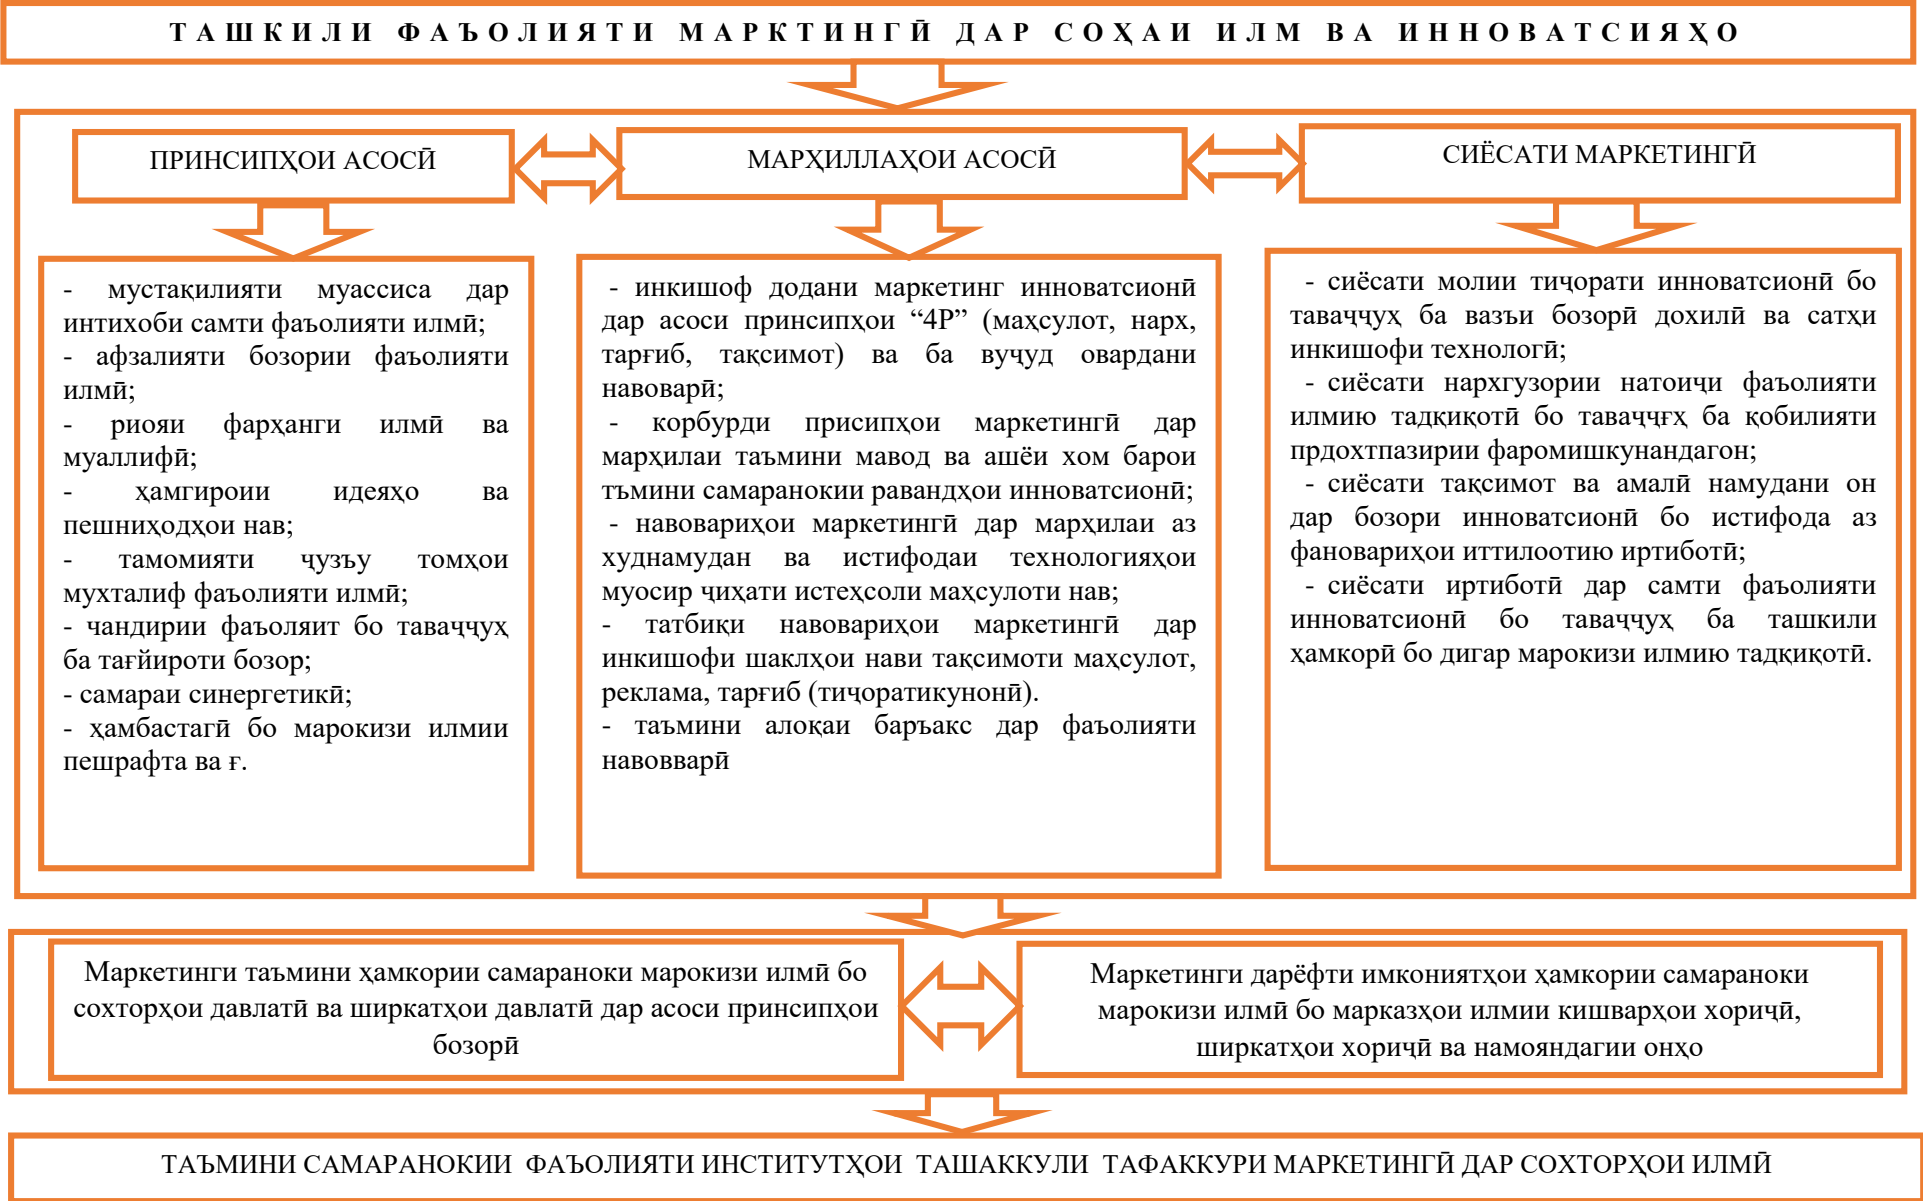 ТАШКИЛИ ФАЪОЛИЯТИ МАРКТИНГӢ ДАР СОҲАИ ИЛМ ВА ИННОВАТСИЯҲО
ПРИНСИПҲОИ АСОСӢ
МАРҲИЛЛАҲОИ АСОСӢ
СИЁСАТИ МАРКЕТИНГӢ
- мустақилияти муассиса дар
интихоби самти фаъолияти илмӣ;
- афзалияти бозории фаъолияти
илмӣ;
- риояи фарҳанги илмӣ ва
муаллифӣ;
- ҳамгироии идеяҳо ва
пешниҳодҳои нав;
- тамомияти ҷузъу томҳои
мухталиф фаъолияти илмӣ;
- чандирии фаъоляит бо таваҷҷуҳ
ба тағйироти бозор;
- самараи синергетикӣ;
- ҳамбастагӣ бо марокизи илмии
пешрафта ва ғ.
- инкишоф додани маркетинг инноватсионӣ
дар асоси принсипҳои “4Р” (маҳсулот, нарх,
тарғиб, тақсимот) ва ба вуҷуд овардани
навоварӣ;
- корбурди присипҳои маркетингӣ дар
марҳилаи таъмини мавод ва ашёи хом барои
тъмини самаранокии равандҳои инноватсионӣ;
- навовариҳои маркетингӣ дар марҳилаи аз
худнамудан ва истифодаи технологияҳои
муосир ҷиҳати истеҳсоли маҳсулоти нав;
- татбиқи навовариҳои маркетингӣ дар
инкишофи шаклҳои нави тақсимоти маҳсулот,
реклама, тарғиб (тиҷоратикунонӣ).
- таъмини алоқаи баръакс дар фаъолияти
навовварӣ
- сиёсати молии тиҷорати инноватсионӣ бо
таваҷҷуҳ ба вазъи бозорӣ дохилӣ ва сатҳи
инкишофи технологӣ;
- сиёсати нархгузории натоиҷи фаъолияти
илмию тадқиқотӣ бо таваҷҷғҳ ба қобилияти
прдохтпазирии фаромишкунандагон;
- сиёсати тақсимот ва амалӣ намудани он
дар бозори инноватсионӣ бо истифода аз
фановариҳои иттилоотию иртиботӣ;
- сиёсати иртиботӣ дар самти фаъолияти
инноватсионӣ бо таваҷҷуҳ ба ташкили
ҳамкорӣ бо дигар марокизи илмию тадқиқотӣ.
Маркетинги таъмини ҳамкории самараноки марокизи илмӣ бо
сохторҳои давлатӣ ва ширкатҳои давлатӣ дар асоси принсипҳои
бозорӣ
Маркетинги дарёфти имкониятҳои ҳамкории самараноки
марокизи илмӣ бо марказҳои илмии кишварҳои хориҷӣ,
ширкатҳои хориҷӣ ва намояндагии онҳо
ТАЪМИНИ САМАРАНОКИИ ФАЪОЛИЯТИ ИНСТИТУТҲОИ ТАШАККУЛИ ТАФАККУРИ МАРКЕТИНГӢ ДАР СОХТОРҲОИ ИЛМӢ